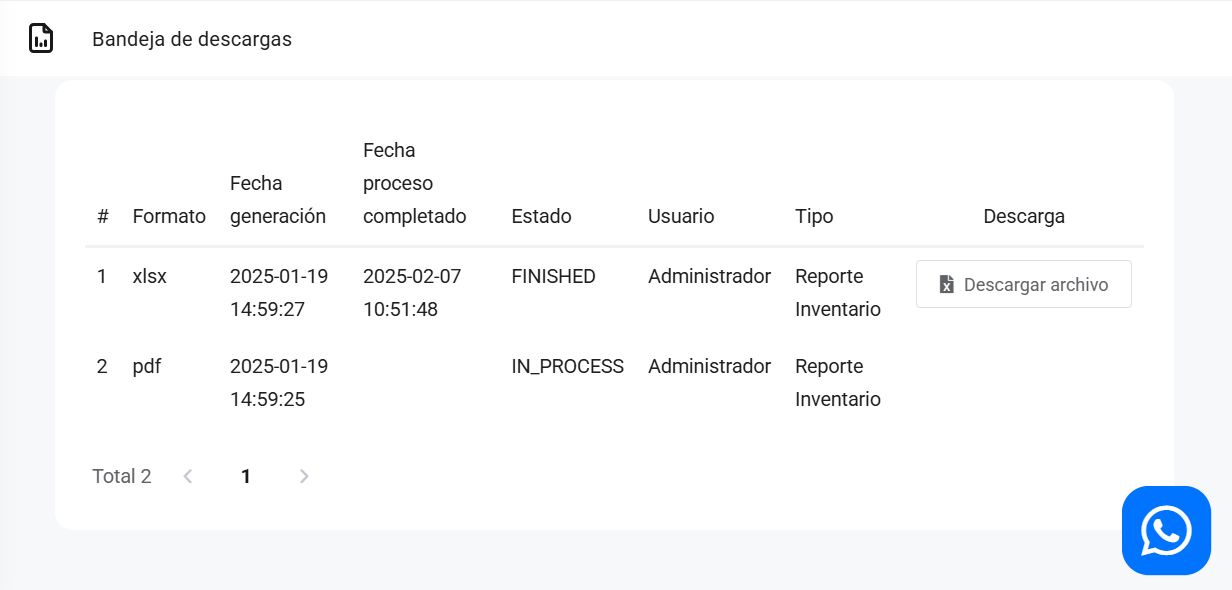 Bandeja de descargas
Fecha
Fecha proceso
# Formato generación completado Estado Usuario Tipo Descarga
1 xlsx 2025-01-19 2025-02-07 FINISHED Administrador Reporte Descargar archivo
14:59:27 10:51:48 Inventario
2 pdf 2025-01-19 IN_PROCESS Administrador Reporte
14:59:25 Inventario
Total 2 1